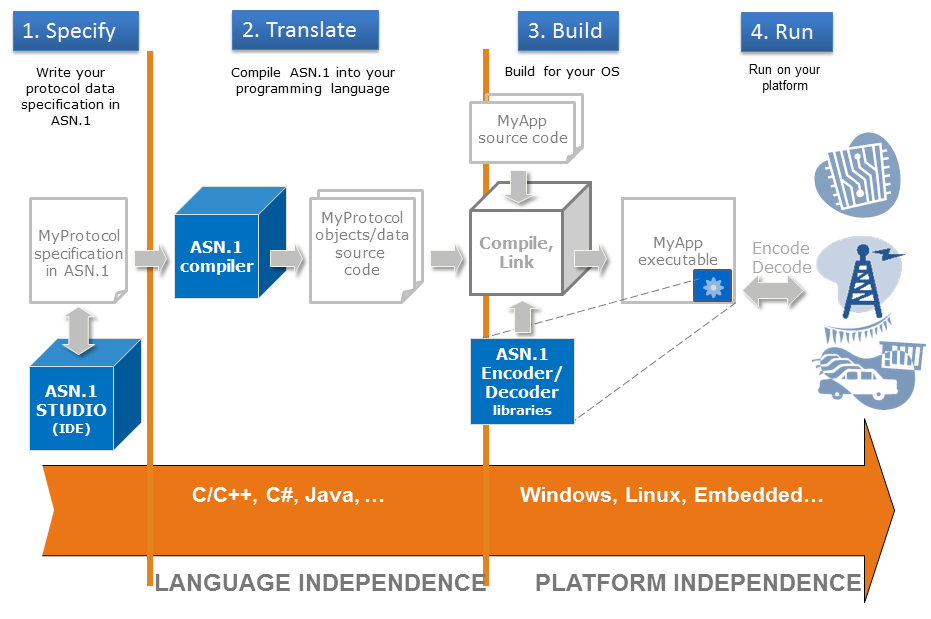 1. Specify
2. Translate
3. Build
4. Run
Write your
protocol data
specification in
ASN.1
Compile ASN.1 into your
programming language
Build for your OS
Run on your
platform
MyApp
source code
MyProtocol
specification
in ASN.1
ASN.1
compiler
MyProtocol
objects/data
source
code
Compile,
Link
MyApp
executable
Encode
Decode
ASN.1
STUDIO
(IDE)
ASN.1
Encoder/
Decoder
libraries
C/C++, C#, Java, ...
Windows, Linux, Embedded...
LANGUAGE INDEPENDENCE
PLATFORM INDEPENDENCE